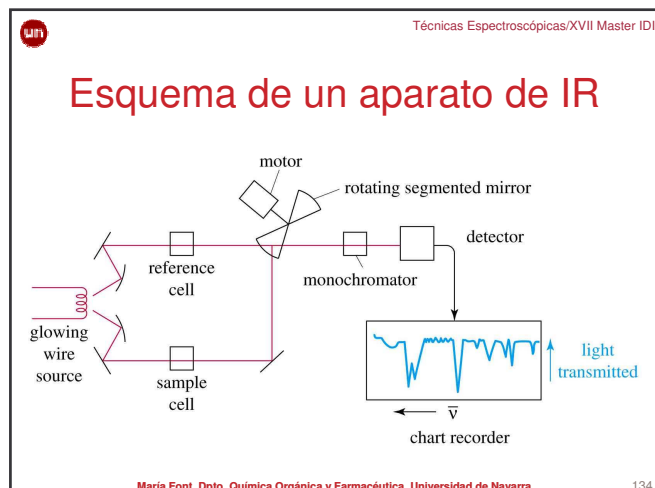 Técnicas Espectroscópicas/XVII Master IDI
Esquema de un aparato de IR
motor
rotating segmented mirror
detector
reference
cell
monochromator
glowing
wire
source
sample
cell
light
transmitted
ν̅
chart recorder
María Font. Dpto. Química Orgánica y Farmacéutica. Universidad de Navarra
134